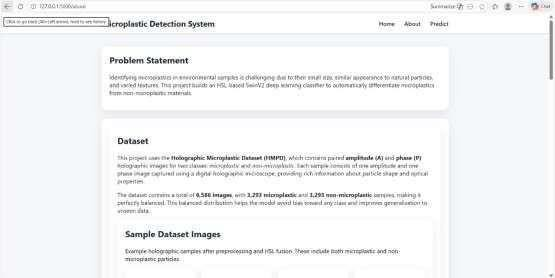 127.0.0.1:5000/about
Summarize
Chat
Click to go back (Alt+Left arrow), hold to see history
icroplastic Detection System
Home About Predict
Problem Statement
Identifying microplastics in environmental samples is challenging due to their small size, similar appearance to natural particles,
and varied textures. This project builds an HSL-based SwinV2 deep learning classifier to automatically differentiate microplastics
from non-microplastic materials.
Dataset
This project uses the Holographic Microplastic Dataset (HMPD), which contains paired amplitude (A) and phase (P)
holographic images for two classes: microplastic and non-microplastic. Each sample consists of one amplitude and one
phase image captured using a digital holographic microscope, providing rich information about particle shape and optical
properties.
The dataset contains a total of 6,586 images, with 3,293 microplastic and 3,293 non-microplastic samples, making it
perfectly balanced. This balanced distribution helps the model avoid bias toward any class and improves generalization to
unseen data.
Sample Dataset Images
Example holographic samples after preprocessing and HSL fusion. These include both microplastic and non-
microplastic particles.